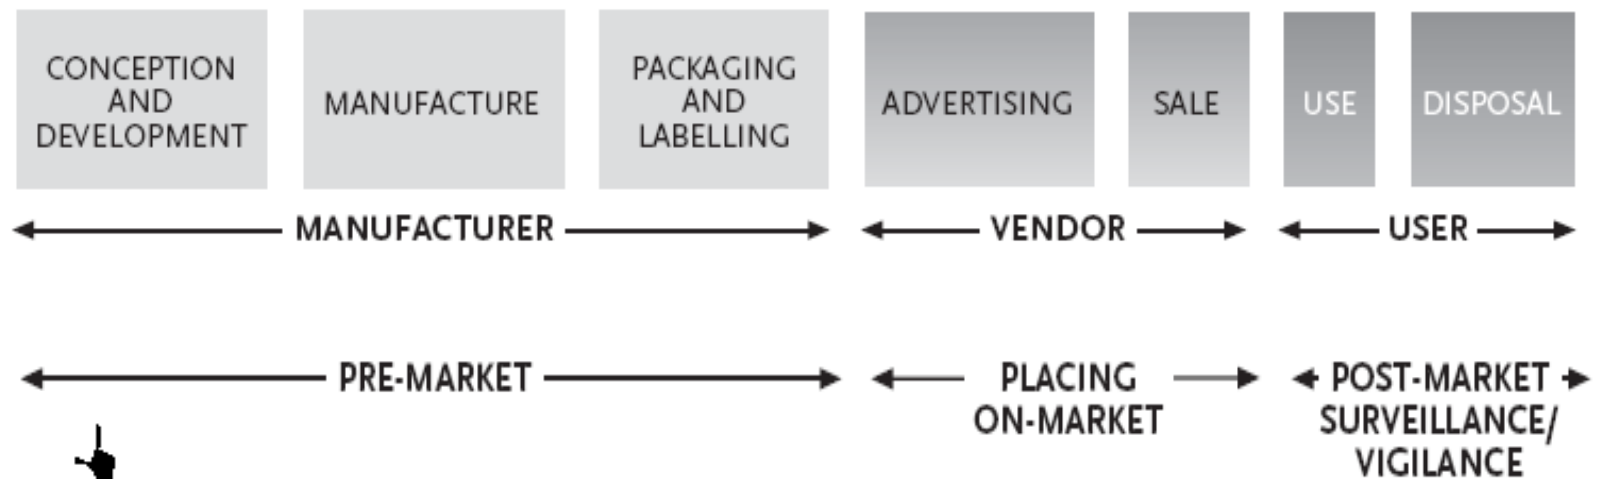 CONCEPTION
AND
DEVELOPMENT
MANUFACTURE
PACKAGING
AND
LABELLING
ADVERTISING
SALE
USE
DISPOSAL
MANUFACTURER
VENDOR
USER
PRE-MARKET
PLACING
ON-MARKET
POST-MARKET
SURVEILLANCE/
VIGILANCE